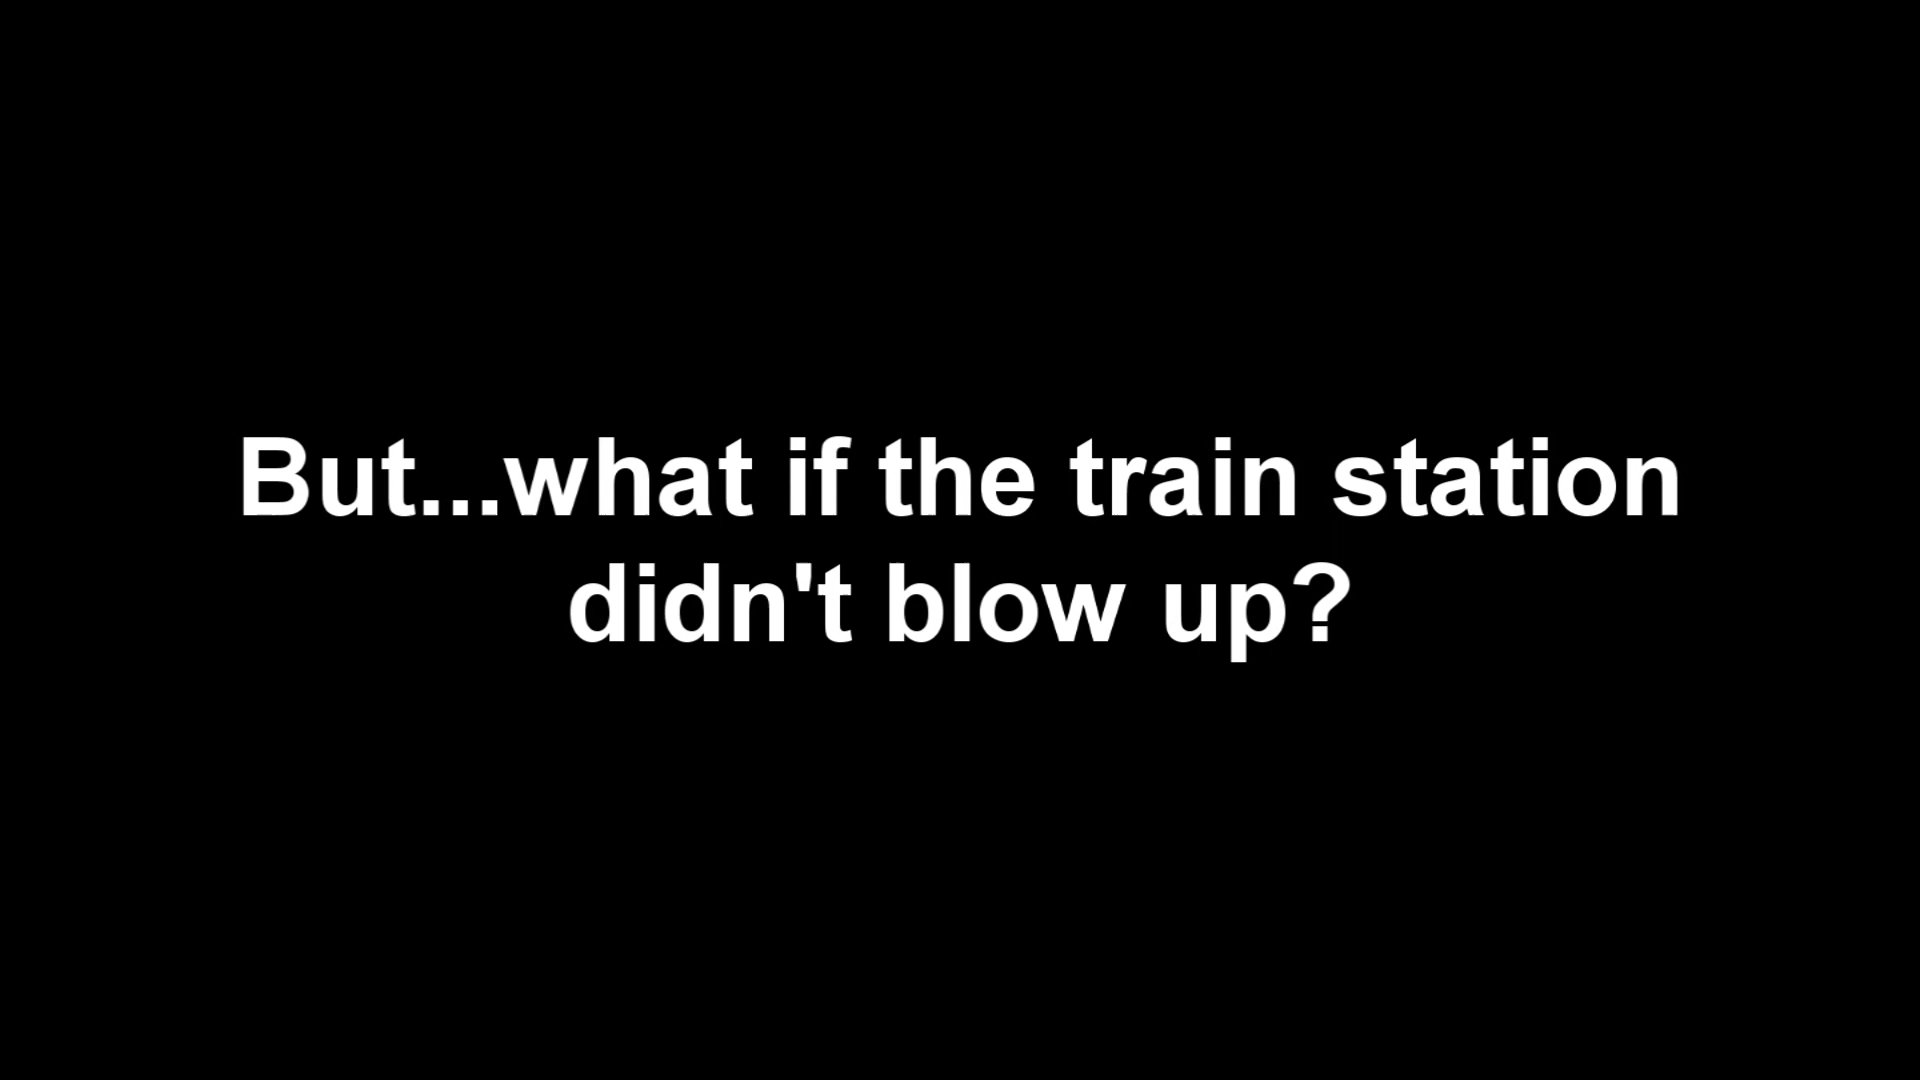 But...what if the train station
didn't blow up?